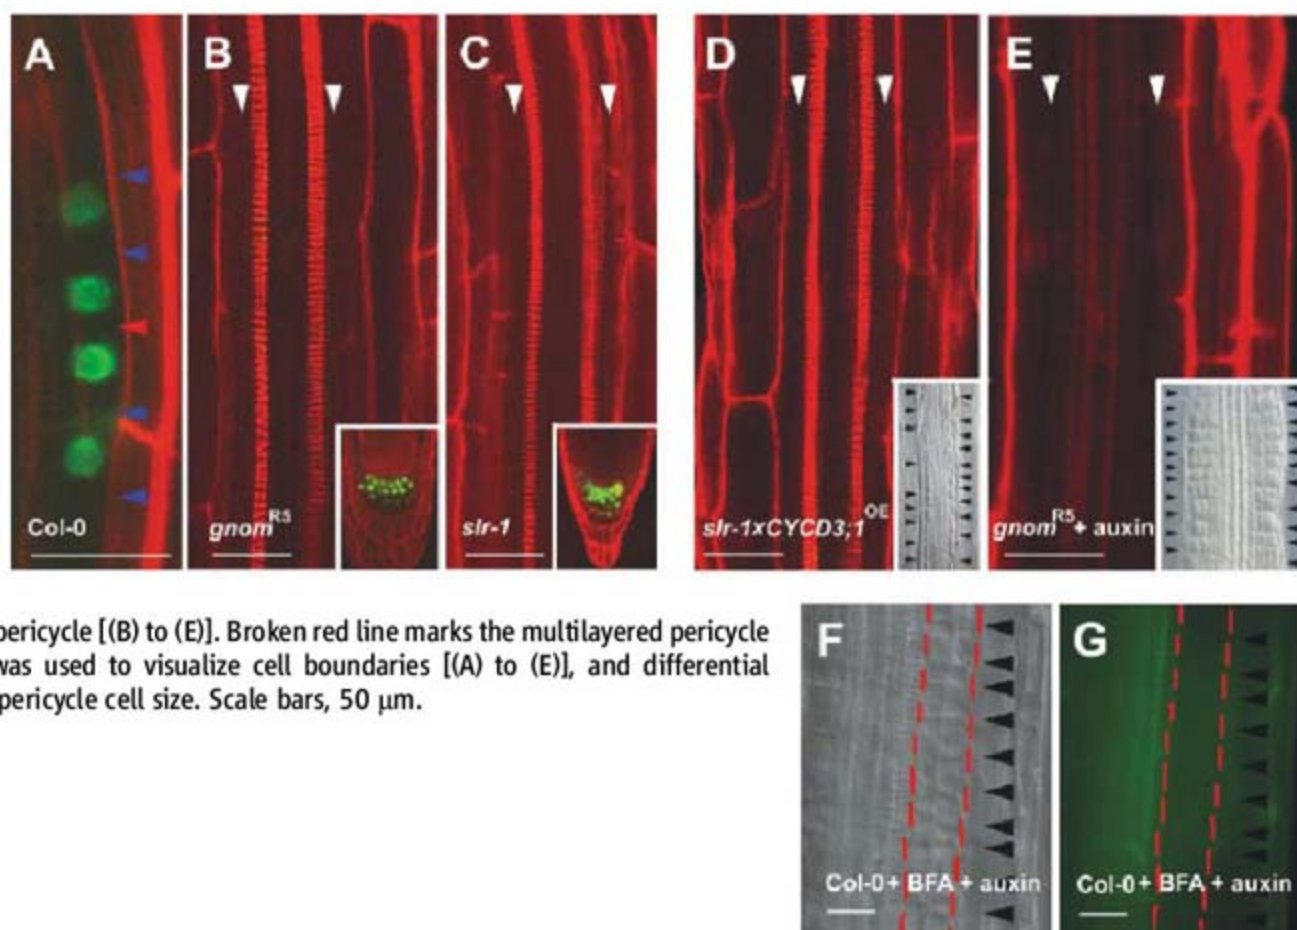 A
B
C
D
E
Col-0
gnom^R5
slr-1
slr-1xCYCD3;1^OE
gnom^R5 + auxin
pericycle [(B) to (E)]. Broken red line marks the multilayered pericycle
was used to visualize cell boundaries [(A) to (E)], and differential
pericycle cell size. Scale bars, 50 μm.
F
G
Col-0 + BFA + auxin
Col-0 + BFA + auxin